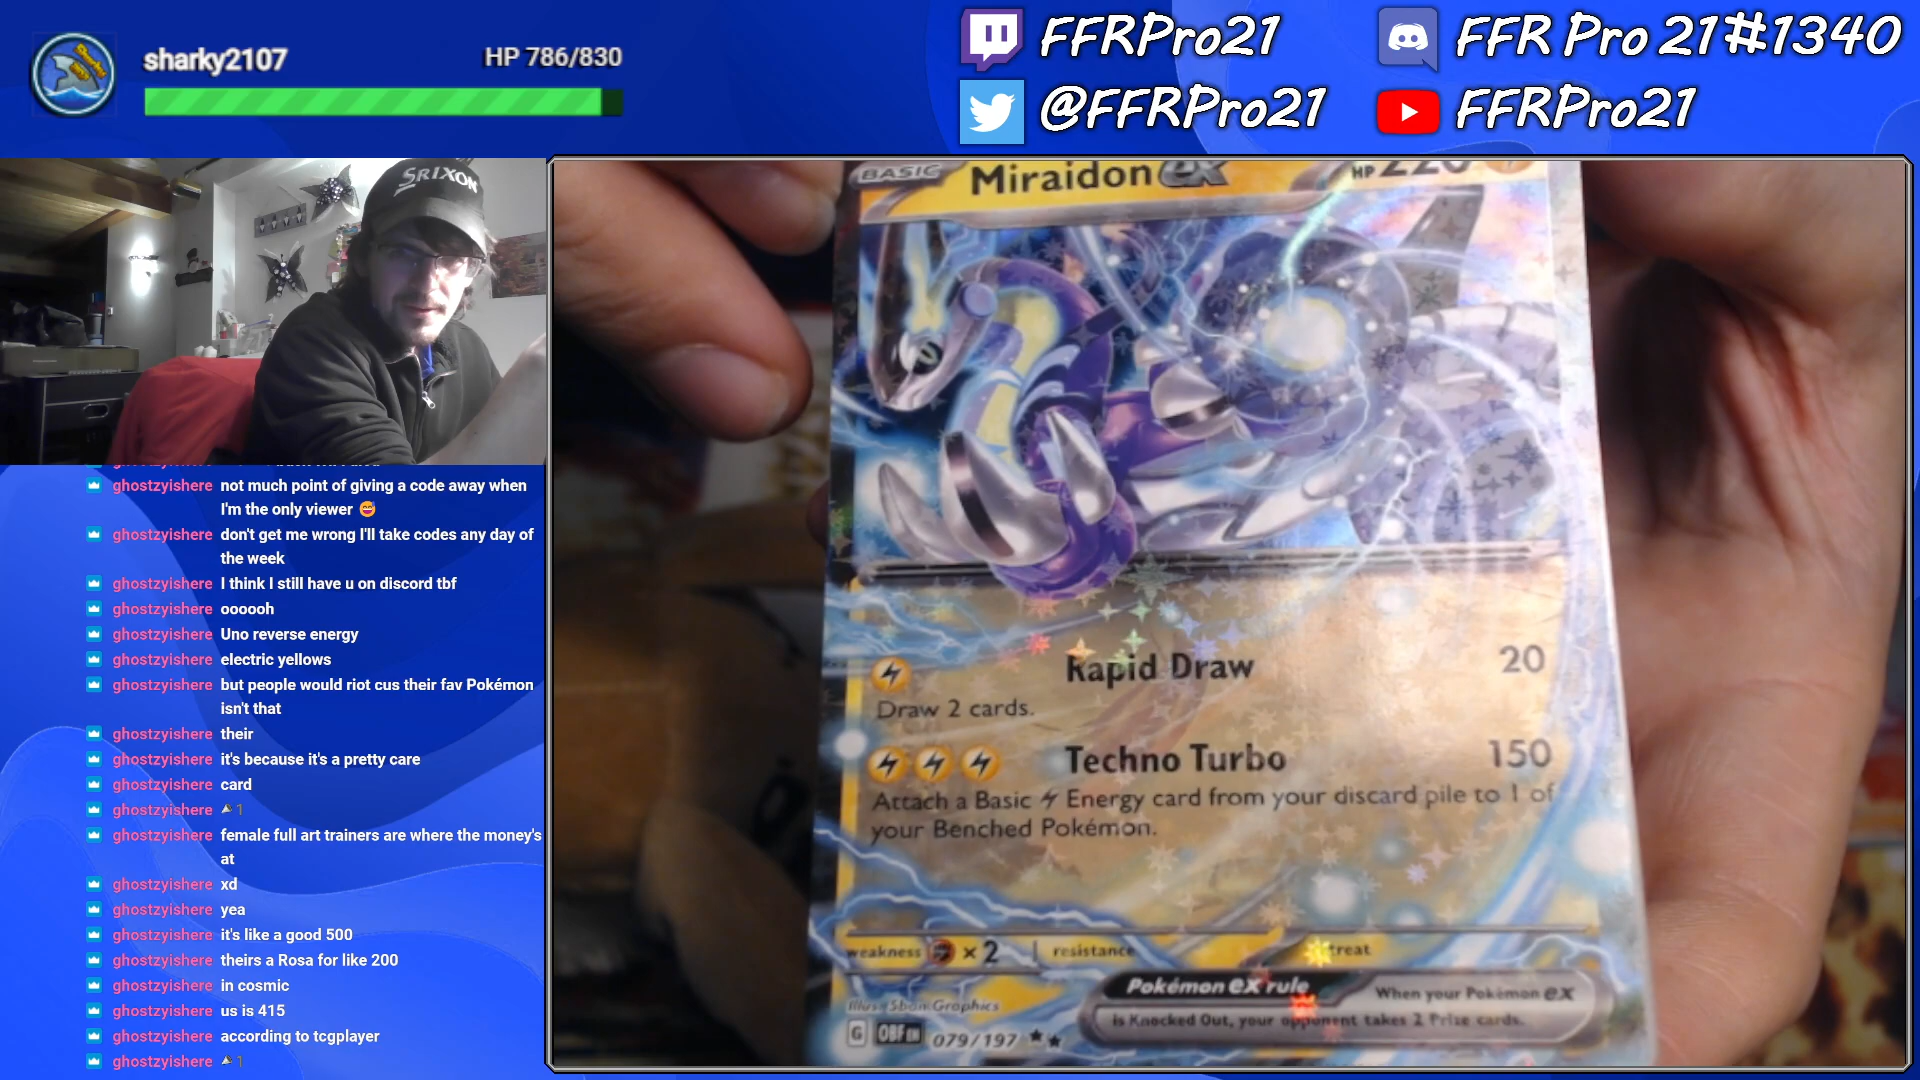 sharky2107
HP 786/830
FFRPro21
FFR Pro 21#1340
@FFRPro21
FFRPro21
SRIXON
ghostzyishere not much point of giving a code away when
I'm the only viewer 😅
ghostzyishere don't get me wrong I'll take codes any day of
the week
ghostzyishere I think I still have u on discord tbf
ghostzyishere oooooh
ghostzyishere Uno reverse energy
ghostzyishere electric yellows
ghostzyishere but people would riot cus their fav Pokémon
isn't that
ghostzyishere their
ghostzyishere it's because it's a pretty care
ghostzyishere card
ghostzyishere 1
ghostzyishere female full art trainers are where the money's
at
ghostzyishere xd
ghostzyishere yea
ghostzyishere it's like a good 500
ghostzyishere theirs a Rosa for like 200
ghostzyishere in cosmic
ghostzyishere us is 415
ghostzyishere according to tcgplayer
ghostzyishere 1
BASIC Miraidon ex HP 220
Rapid Draw 20
Draw 2 cards.
Techno Turbo 150
Attach a Basic Energy card from your discard pile to 1 of
your Benched Pokémon.
weakness ×2 resistance retreat
Pokémon ex rule When your Pokémon ex
is Knocked Out, your opponent takes 2 Prize cards.
Illus. 5ban Graphics
G OBF EN 079/197